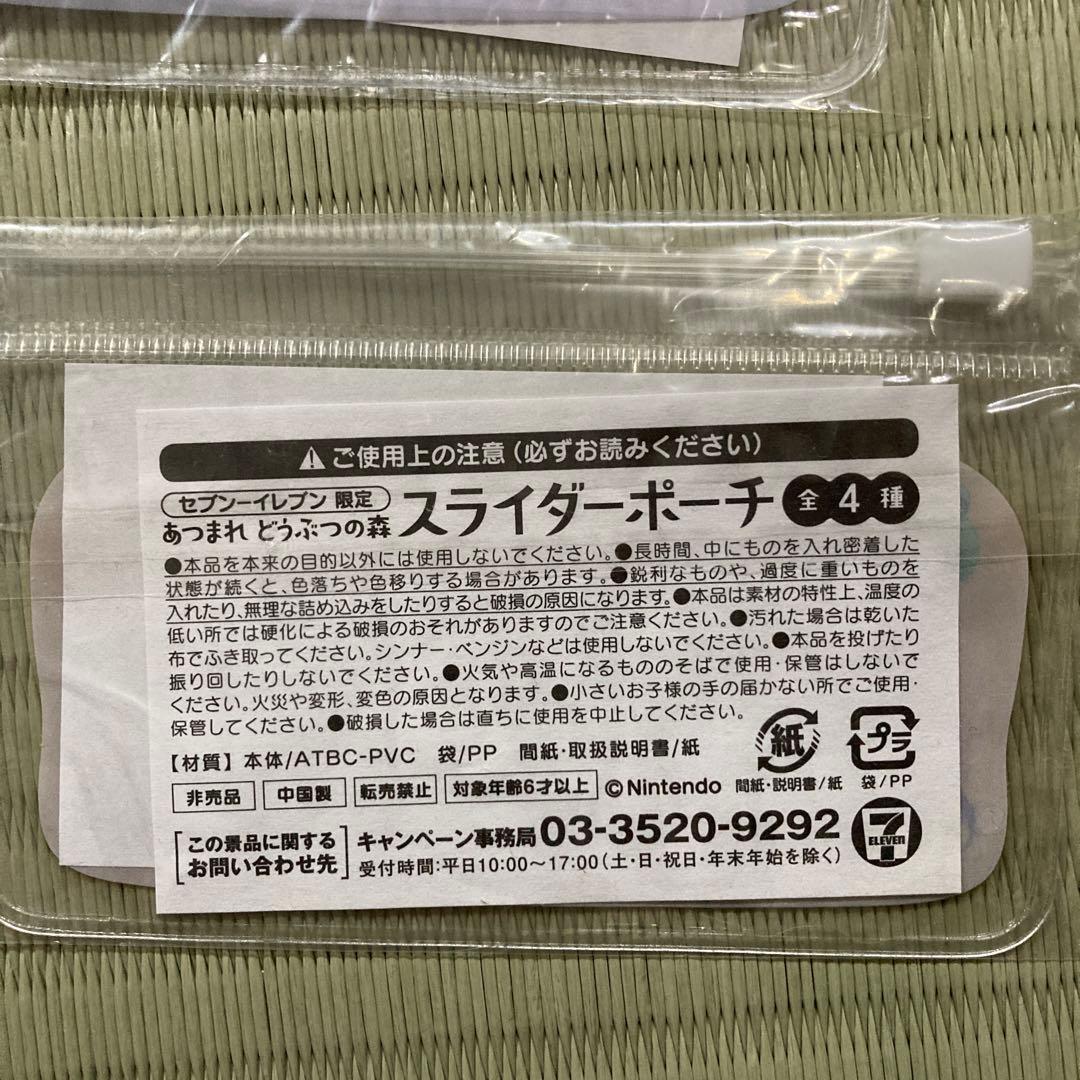 ⚠ご使用上の注意（必ずお読みください）
セブン‐イレブン 限定
あつまれ どうぶつの森 スライダーポーチ 全4種
●本品を本来の目的以外には使用しないでください。●長時間、中にものを入れ密着した
状態が続くと、色落ちや色移りする場合があります。●鋭利なものや、過度に重いものを
入れたり、無理な詰め込みをしたりすると破損の原因になります。●本品は素材の特性上、温度の
低い所では硬化による破損のおそれがありますのでご注意ください。●汚れた場合は乾いた
布でふき取ってください。シンナー・ベンジンなどは使用しないでください。●本品を投げたり
振り回したりしないでください。●火気や高温になるもののそばで使用・保管はしないで
ください。火災や変形、変色の原因となります。●小さいお子様の手の届かない所でご使用・
保管してください。●破損した場合は直ちに使用を中止してください。
【材質】本体/ATBC-PVC 袋/PP 間紙・取扱説明書/紙
紙
間紙・説明書/紙
プラ
袋/PP
非売品 中国製 転売禁止 対象年齢6才以上 ©Nintendo
この景品に関する
お問い合わせ先
キャンペーン事務局03-3520-9292
受付時間:平日10:00～17:00（土・日・祝日・年末年始を除く）
7
ELEVEN